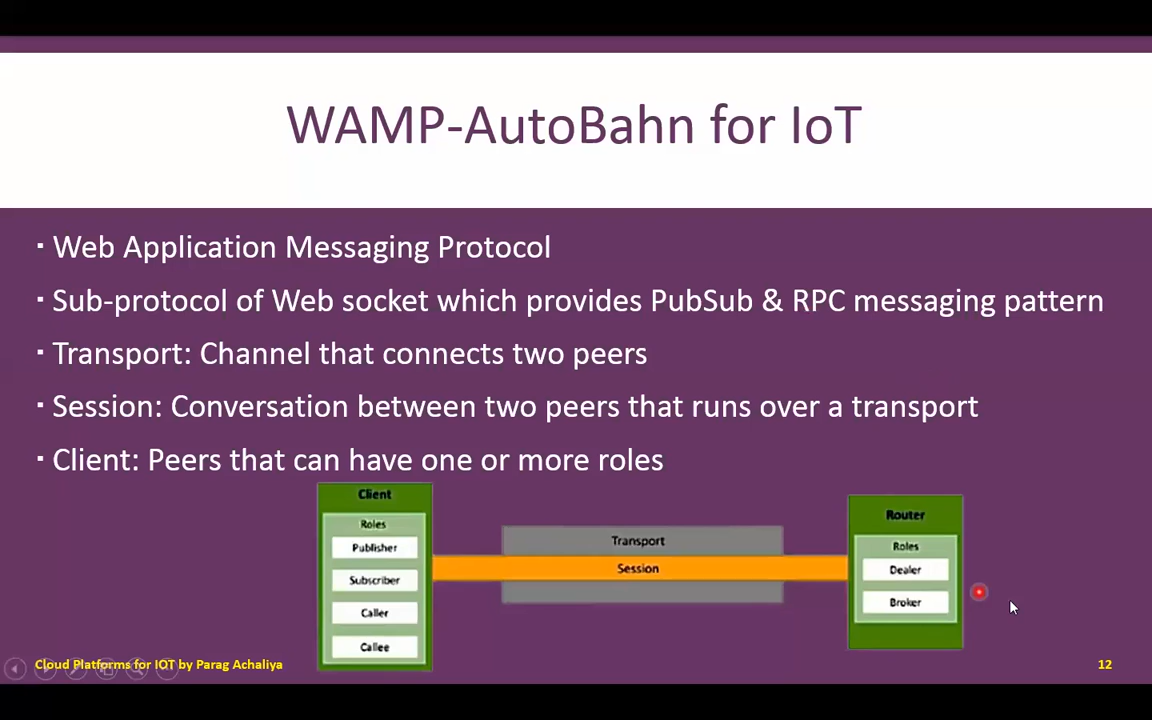 WAMP-AutoBahn for IoT
▪ Web Application Messaging Protocol
▪ Sub-protocol of Web socket which provides PubSub & RPC messaging pattern
▪ Transport: Channel that connects two peers
▪ Session: Conversation between two peers that runs over a transport
▪ Client: Peers that can have one or more roles
Client
Roles
Publisher
Subscriber
Caller
Callee
Transport
Session
Router
Roles
Dealer
Broker
Cloud Platforms for IOT by Parag Achaliya
12